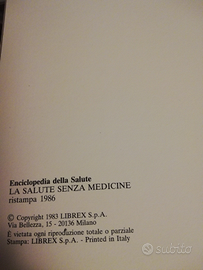 Enciclopedia della Salute
LA SALUTE SENZA MEDICINE
ristampa 1986
© Copyright 1983 LIBREX S.p.A.
Via Bellezza, 15 - 20136 Milano
È vietata ogni riproduzione totale o parziale
Stampa: LIBREX S.p.A. - Printed in Italy
subito